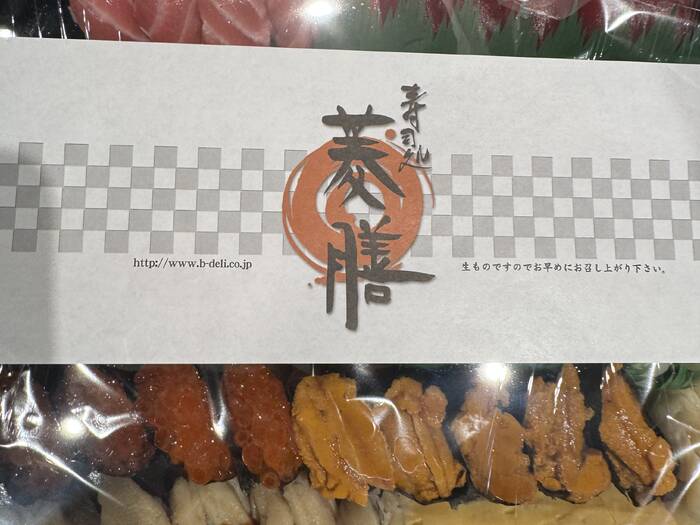 寿司処
菱膳
http://www.b-deli.co.jp
生ものですのでお早めにお召し上がり下さい。